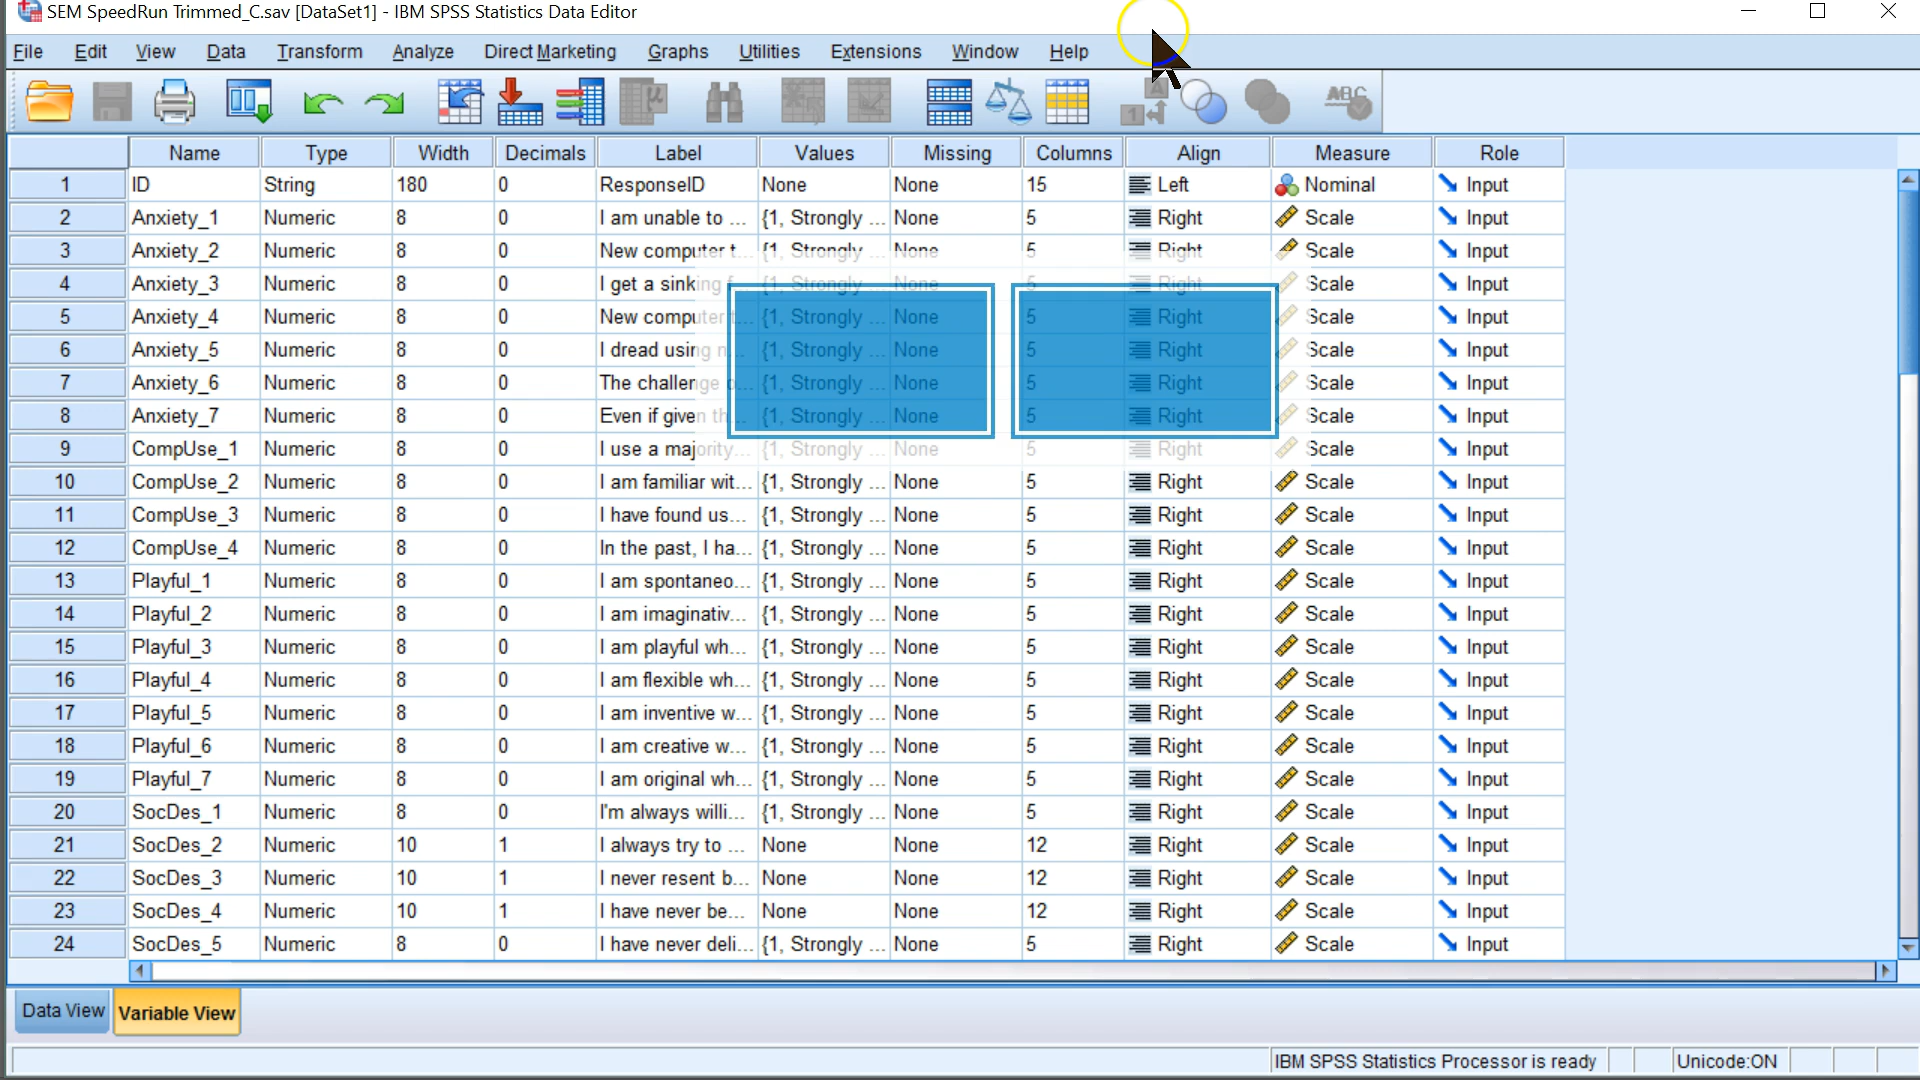 SEM SpeedRun Trimmed_C.sav [DataSet1] - IBM SPSS Statistics Data Editor
File Edit View Data Transform Analyze Direct Marketing Graphs Utilities Extensions Window Help
Name Type Width Decimals Label Values Missing Columns Align Measure Role
1 ID String 180 0 ResponseID None None 15 Left Nominal Input
2 Anxiety_1 Numeric 8 0 I am unable to ... {1, Strongly ... None 5 Right Scale Input
3 Anxiety_2 Numeric 8 0 New computer t... {1, Strongly ... None 5 Right Scale Input
4 Anxiety_3 Numeric 8 0 I get a sinking f... {1, Strongly ... None 5 Right Scale Input
5 Anxiety_4 Numeric 8 0 New computer t... {1, Strongly ... None 5 Right Scale Input
6 Anxiety_5 Numeric 8 0 I dread using n... {1, Strongly ... None 5 Right Scale Input
7 Anxiety_6 Numeric 8 0 The challenge o... {1, Strongly ... None 5 Right Scale Input
8 Anxiety_7 Numeric 8 0 Even if given th... {1, Strongly ... None 5 Right Scale Input
9 CompUse_1 Numeric 8 0 I use a majority... {1, Strongly ... None 5 Right Scale Input
10 CompUse_2 Numeric 8 0 I am familiar wit... {1, Strongly ... None 5 Right Scale Input
11 CompUse_3 Numeric 8 0 I have found us... {1, Strongly ... None 5 Right Scale Input
12 CompUse_4 Numeric 8 0 In the past, I ha... {1, Strongly ... None 5 Right Scale Input
13 Playful_1 Numeric 8 0 I am spontaneo... {1, Strongly ... None 5 Right Scale Input
14 Playful_2 Numeric 8 0 I am imaginativ... {1, Strongly ... None 5 Right Scale Input
15 Playful_3 Numeric 8 0 I am playful wh... {1, Strongly ... None 5 Right Scale Input
16 Playful_4 Numeric 8 0 I am flexible wh... {1, Strongly ... None 5 Right Scale Input
17 Playful_5 Numeric 8 0 I am inventive w... {1, Strongly ... None 5 Right Scale Input
18 Playful_6 Numeric 8 0 I am creative w... {1, Strongly ... None 5 Right Scale Input
19 Playful_7 Numeric 8 0 I am original wh... {1, Strongly ... None 5 Right Scale Input
20 SocDes_1 Numeric 8 0 I'm always willi... {1, Strongly ... None 5 Right Scale Input
21 SocDes_2 Numeric 10 1 I always try to ... None None 12 Right Scale Input
22 SocDes_3 Numeric 10 1 I never resent b... None None 12 Right Scale Input
23 SocDes_4 Numeric 10 1 I have never be... None None 12 Right Scale Input
24 SocDes_5 Numeric 8 0 I have never deli... {1, Strongly ... None 5 Right Scale Input
Data View Variable View
IBM SPSS Statistics Processor is ready Unicode:ON